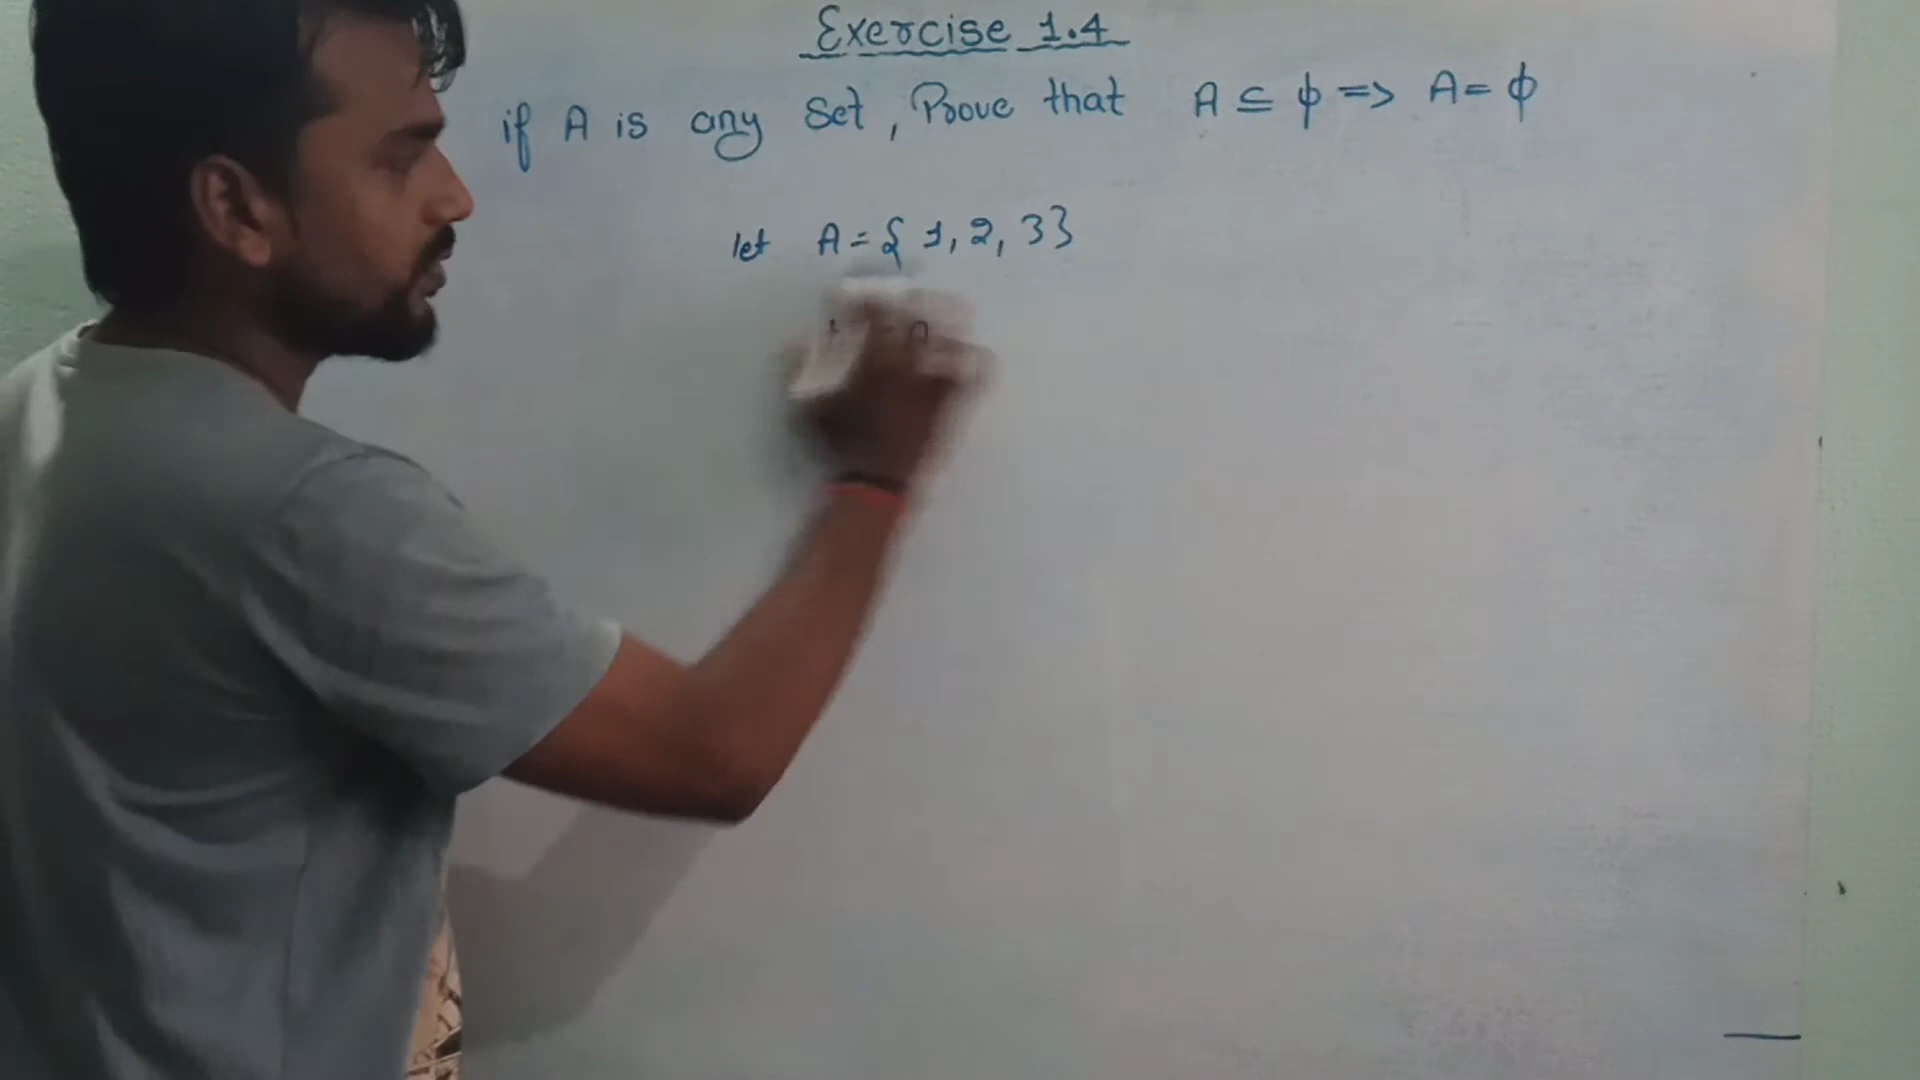 Exercise 1.4
if A is any set, Prove that A ⊆ ϕ => A = ϕ
let A = { 1, 2, 3}